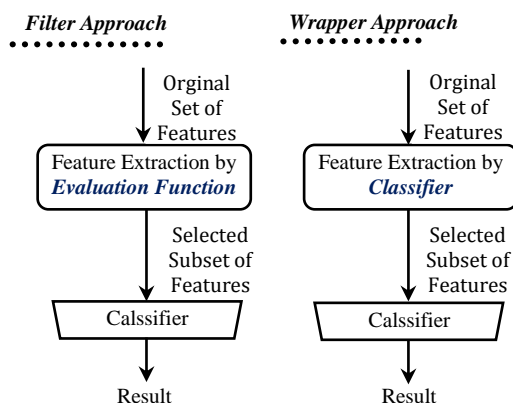 Filter Approach
Orginal
Set of
Features
Feature Extraction by
Evaluation Function
Selected
Subset of
Features
Calssifier
Result
Wrapper Approach
Orginal
Set of
Features
Feature Extraction by
Classifier
Selected
Subset of
Features
Calssifier
Result